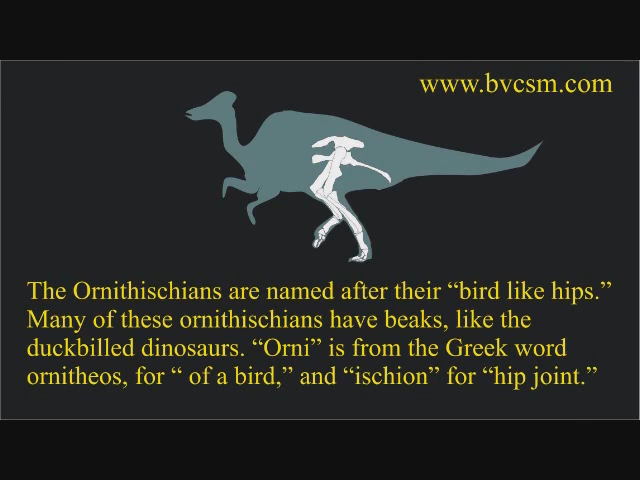 www.bvcsm.com
The Ornithischians are named after their “bird like hips.”
Many of these ornithischians have beaks, like the
duckbilled dinosaurs. “Orni” is from the Greek word
ornitheos, for “ of a bird,” and “ischion” for “hip joint.”